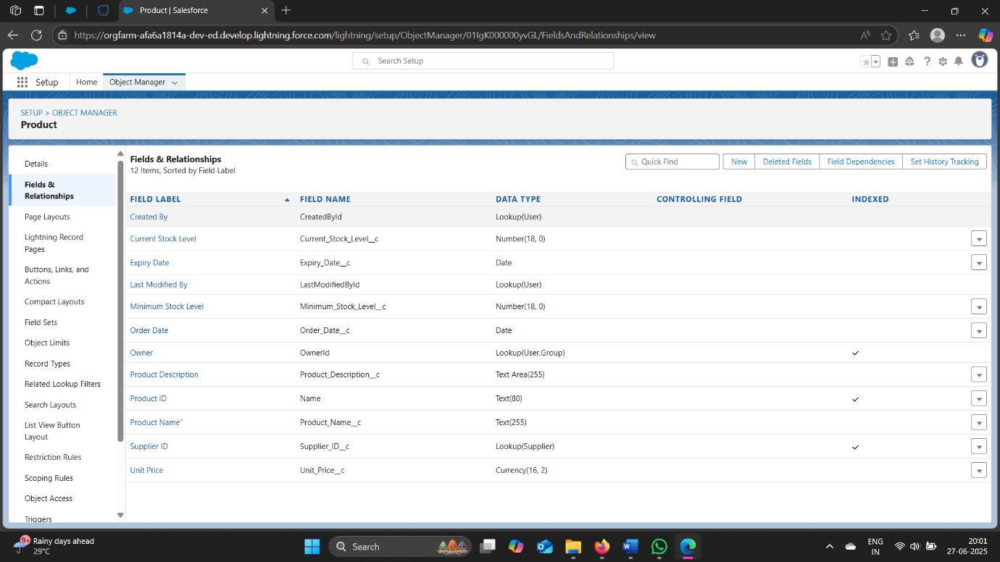 Product | Salesforce
https://orgfarm-afa6a1814a-dev-ed.develop.lightning.force.com/lightning/setup/ObjectManager/01IgK000000yvGL/FieldsAndRelationships/view
Search Setup
Setup
Home
Object Manager
SETUP > OBJECT MANAGER
Product
Details
Fields &
Relationships
Page Layouts
Lightning Record
Pages
Buttons, Links, and
Actions
Compact Layouts
Field Sets
Object Limits
Record Types
Related Lookup Filters
Search Layouts
List View Button
Layout
Restriction Rules
Scoping Rules
Object Access
Triggers
Fields & Relationships
12 Items, Sorted by Field Label
Quick Find
New
Deleted Fields
Field Dependencies
Set History Tracking
FIELD LABEL FIELD NAME DATA TYPE CONTROLLING FIELD INDEXED
Created By CreatedById Lookup(User)
Current Stock Level Current_Stock_Level__c Number(18, 0)
Expiry Date Expiry_Date__c Date
Last Modified By LastModifiedById Lookup(User)
Minimum Stock Level Minimum_Stock_Level__c Number(18, 0)
Order Date Order_Date__c Date
Owner OwnerId Lookup(User,Group)
Product Description Product_Description__c Text Area(255)
Product ID Name Text(80)
Product Name" Product_Name__c Text(255)
Supplier ID Supplier_ID__c Lookup(Supplier)
Unit Price Unit_Price__c Currency(16, 2)
9+
Rainy days ahead
29°C
Search
ENG
IN
20:01
27-06-2025